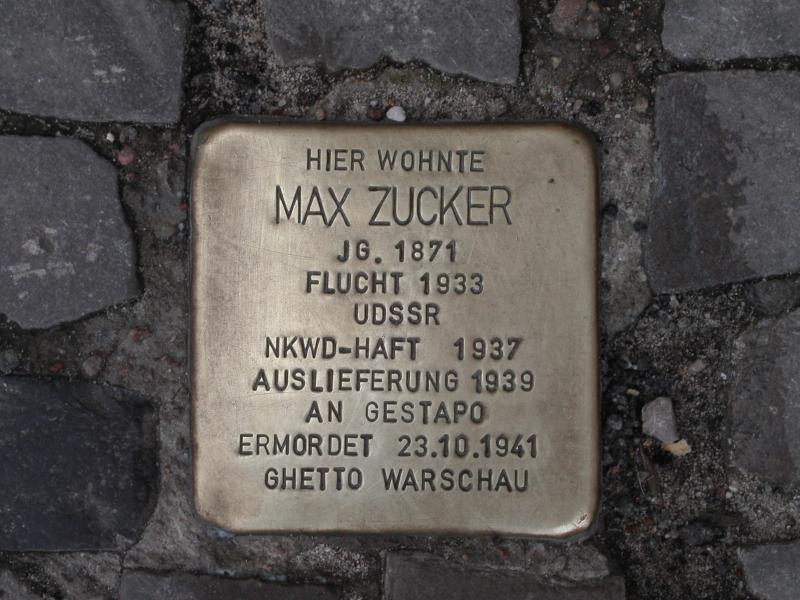 HIER WOHNTE
MAX ZUCKER
JG. 1871
FLUCHT 1933
UDSSR
NKWD-HAFT 1937
AUSLIEFERUNG 1939
AN GESTAPO
ERMORDET 23.10.1941
GHETTO WARSCHAU